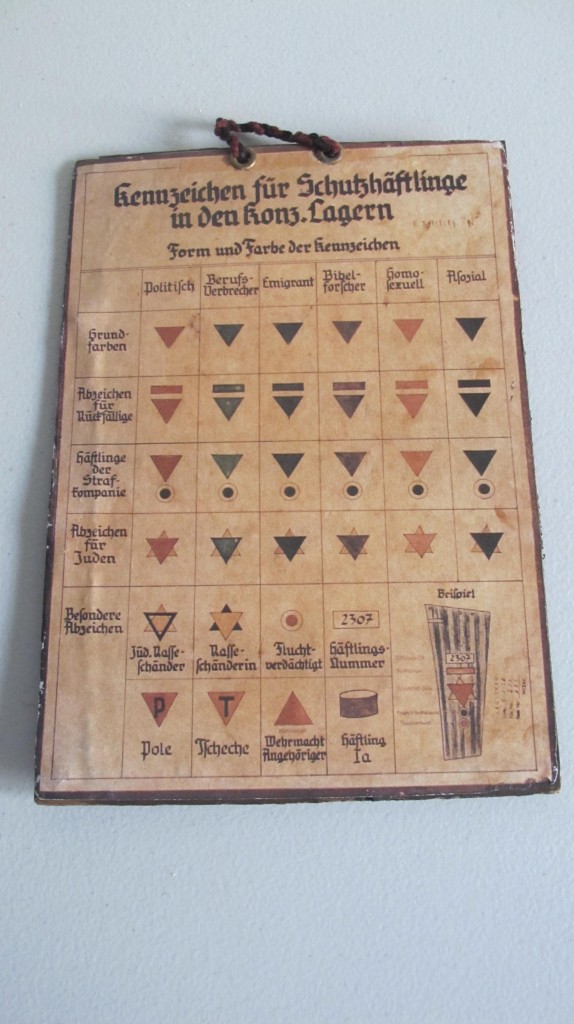 Kennzeichen für Schutzhäftlinge
in den Konz.Lagern
Form und Farbe der Kennzeichen
Politisch
Berufs-
Verbrecher
Emigrant
Bibel-
forscher
Homo-
sexuell
Asozial
Grund-
farben
Abzeichen
für
Rückfällige
Häftlinge
der
Straf-
kompanie
Abzeichen
für
Juden
Besondere
Abzeichen
Jüd. Rasse-
schänder
Rasse-
schänderin
Flucht-
verdächtigt
2307
Häftlings-
Nummer
Beispiel
2307
P
Pole
T
Tscheche
Wehrmacht
Angehöriger
Häftling
Ia